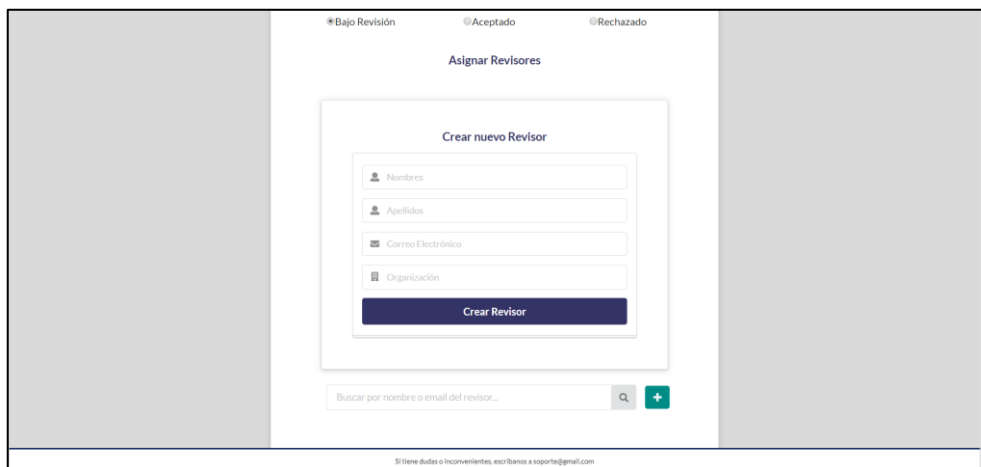 Bajo Revisión Aceptado Rechazado
Asignar Revisores
Crear nuevo Revisor
Nombres
Apellidos
Correo Electrónico
Organización
Crear Revisor
Buscar por nombre o email del revisor...
Si tiene dudas o inconvenientes, escríbanos a soporte@gmail.com